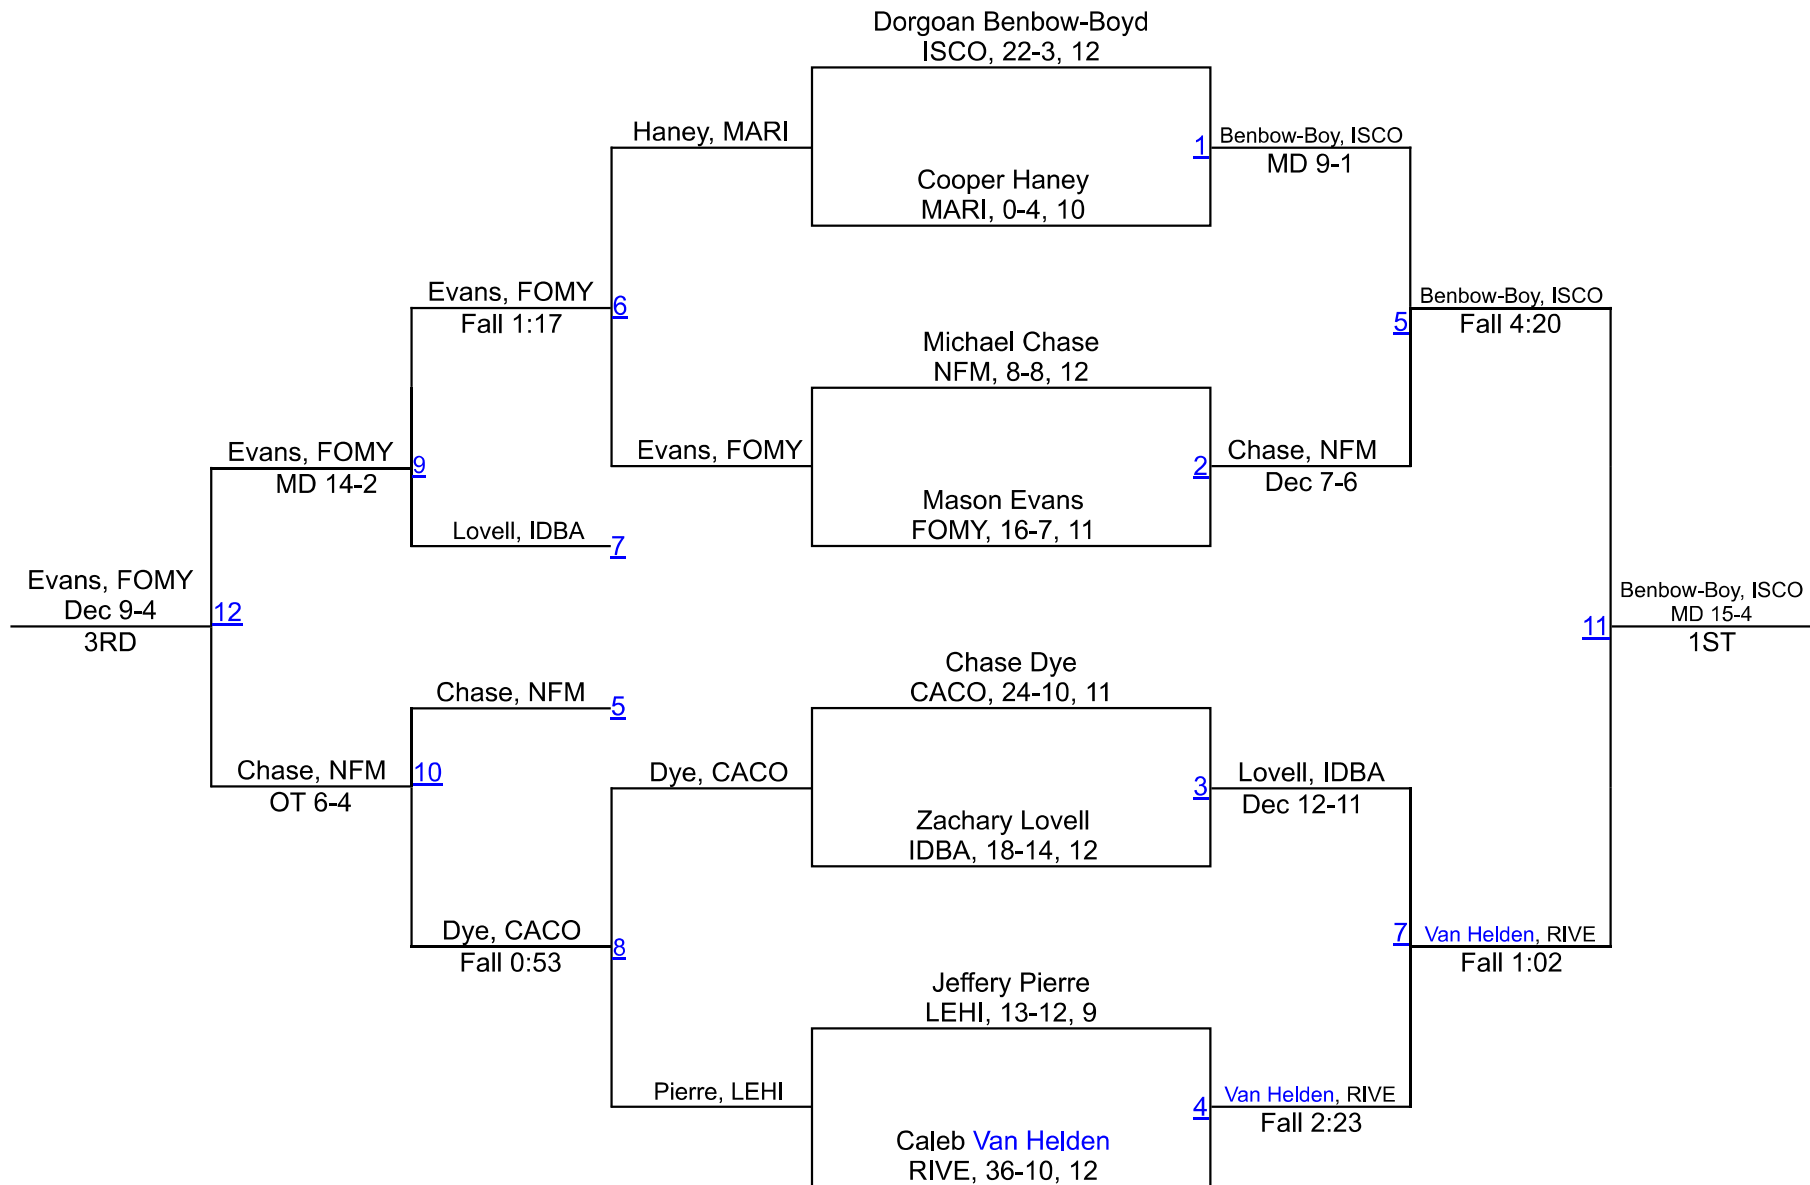 Dorgoan Benbow-Boyd
ISCO, 22-3, 12
Haney, MARI
1
Benbow-Boy, ISCO
MD 9-1
Cooper Haney
MARI, 0-4, 10
Evans, FOMY
Fall 1:17
6
5
Benbow-Boy, ISCO
Fall 4:20
Michael Chase
NFM, 8-8, 12
Evans, FOMY
MD 14-2
9
Evans, FOMY
2
Chase, NFM
Dec 7-6
Mason Evans
FOMY, 16-7, 11
Lovell, IDBA
7
Evans, FOMY
Dec 9-4
3RD
12
11
Benbow-Boy, ISCO
MD 15-4
1ST
Chase Dye
CACO, 24-10, 11
Chase, NFM
5
Chase, NFM
OT 6-4
10
Dye, CACO
3
Lovell, IDBA
Dec 12-11
Zachary Lovell
IDBA, 18-14, 12
Dye, CACO
Fall 0:53
8
7
Van Helden, RIVE
Fall 1:02
Jeffery Pierre
LEHI, 13-12, 9
Pierre, LEHI
4
Van Helden, RIVE
Fall 2:23
Caleb Van Helden
RIVE, 36-10, 12